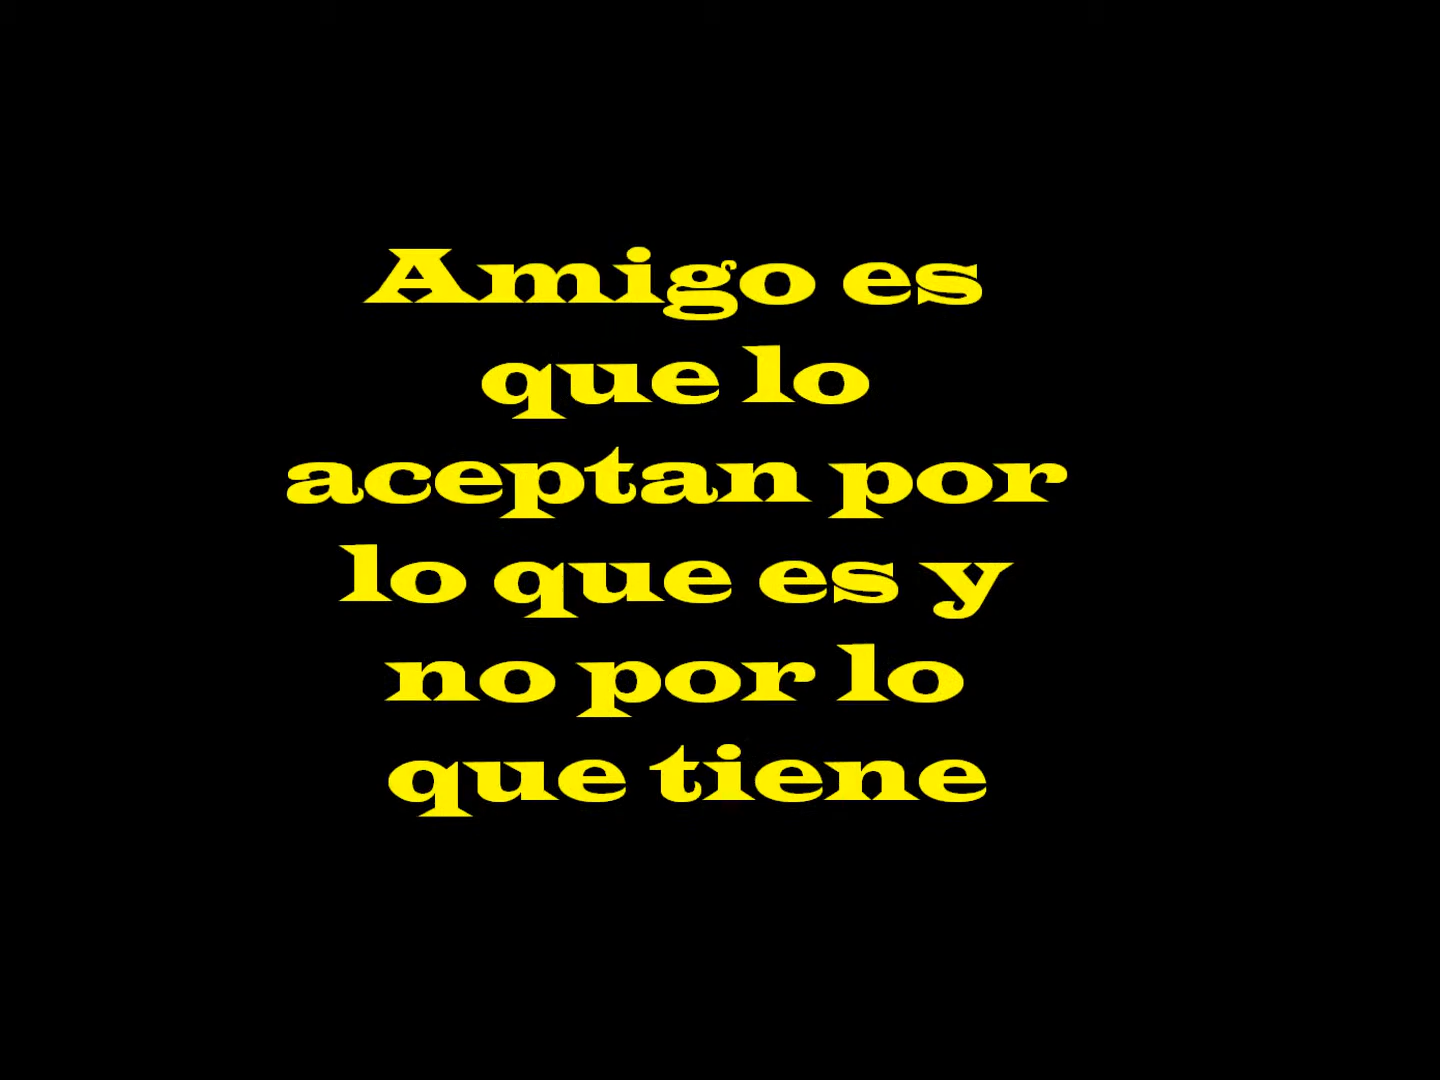 Amigo es
que lo
aceptan por
lo que es y
no por lo
que tiene